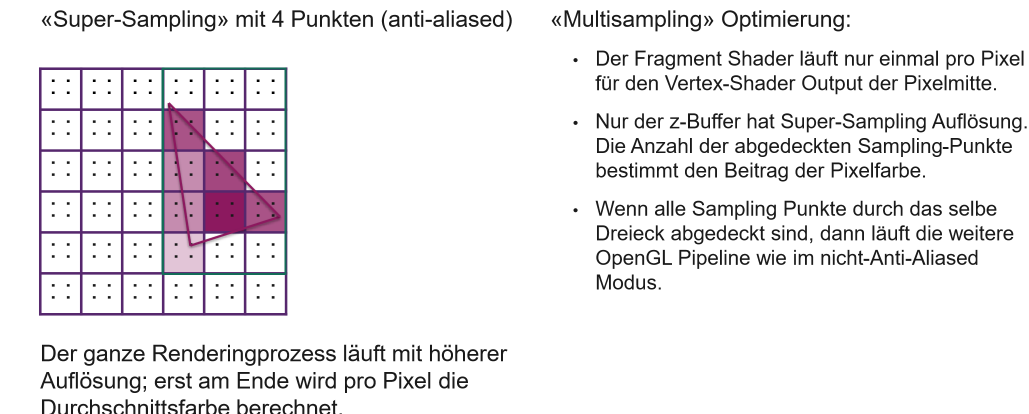 «Super-Sampling» mit 4 Punkten (anti-aliased)
Der ganze Renderingprozess läuft mit höherer
Auflösung; erst am Ende wird pro Pixel die
Durchschnittsfarbe berechnet.
«Multisampling» Optimierung:
• Der Fragment Shader läuft nur einmal pro Pixel
für den Vertex-Shader Output der Pixelmitte.
• Nur der z-Buffer hat Super-Sampling Auflösung.
Die Anzahl der abgedeckten Sampling-Punkte
bestimmt den Beitrag der Pixelfarbe.
• Wenn alle Sampling Punkte durch das selbe
Dreieck abgedeckt sind, dann läuft die weitere
OpenGL Pipeline wie im nicht-Anti-Aliased
Modus.